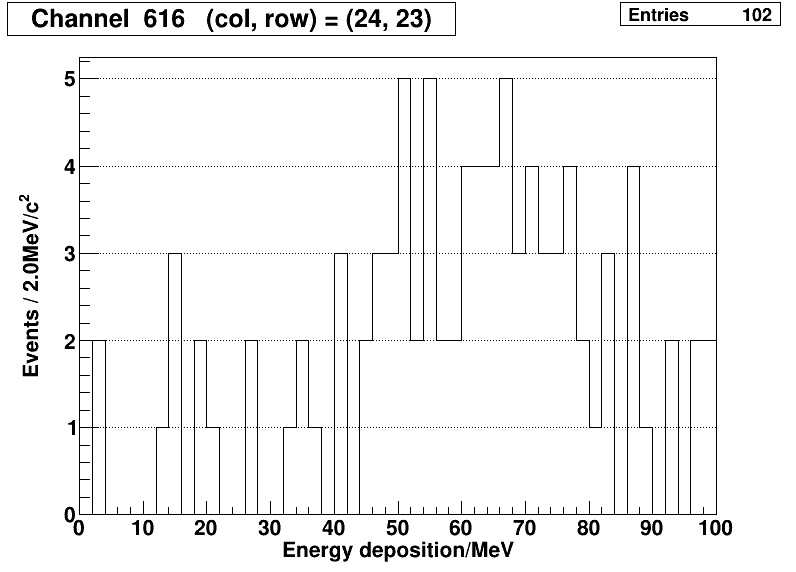 Channel 616 (col, row) = (24, 23)
Entries 102
Events / 2.0MeV/c²
5
4
3
2
1
0
0 10 20 30 40 50 60 70 80 90 100
Energy deposition/MeV